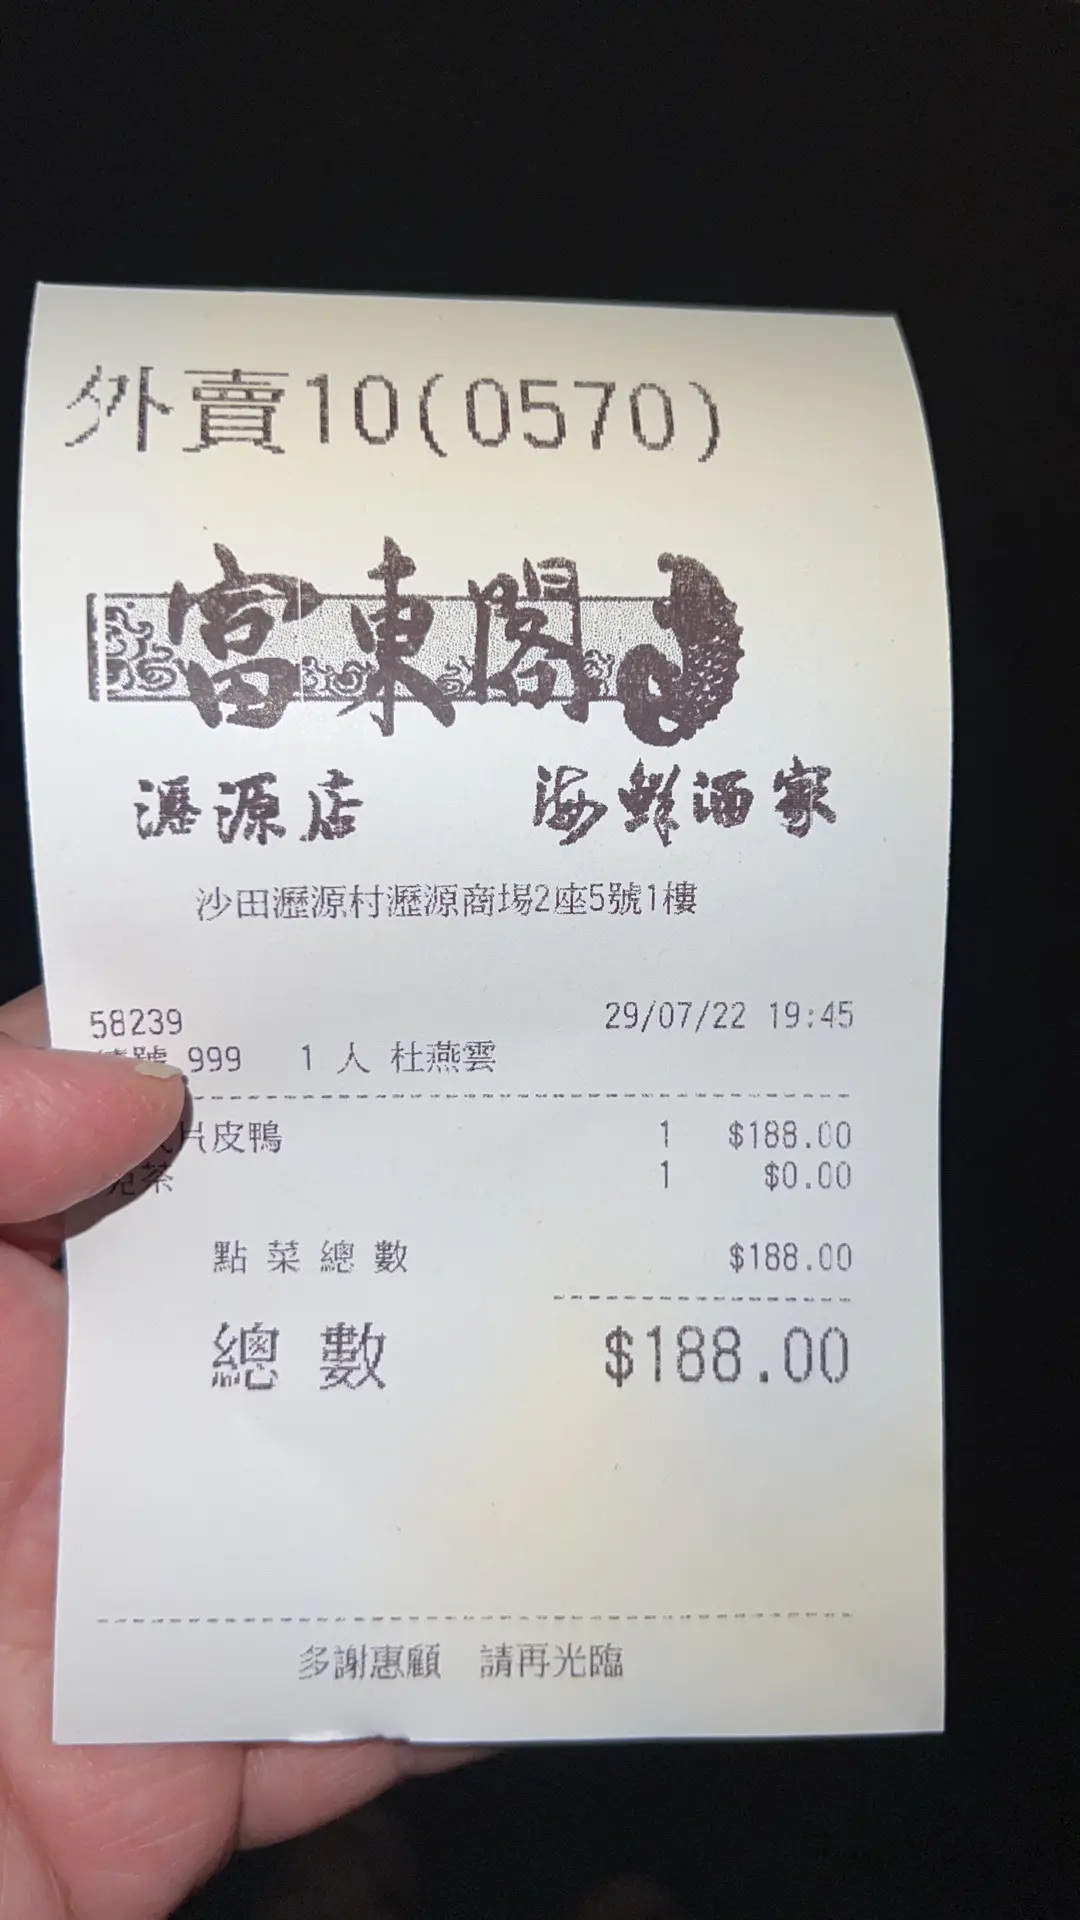 外賣10(0570)
富東閣
瀝源店 海鮮酒家
沙田瀝源村瀝源商場2座5號1樓
58239 29/07/22 19:45
號 999 1 人 杜燕雲
片皮鴨 1 $188.00
茶 1 $0.00
點菜總數 $188.00
總數 $188.00
多謝惠顧 請再光臨